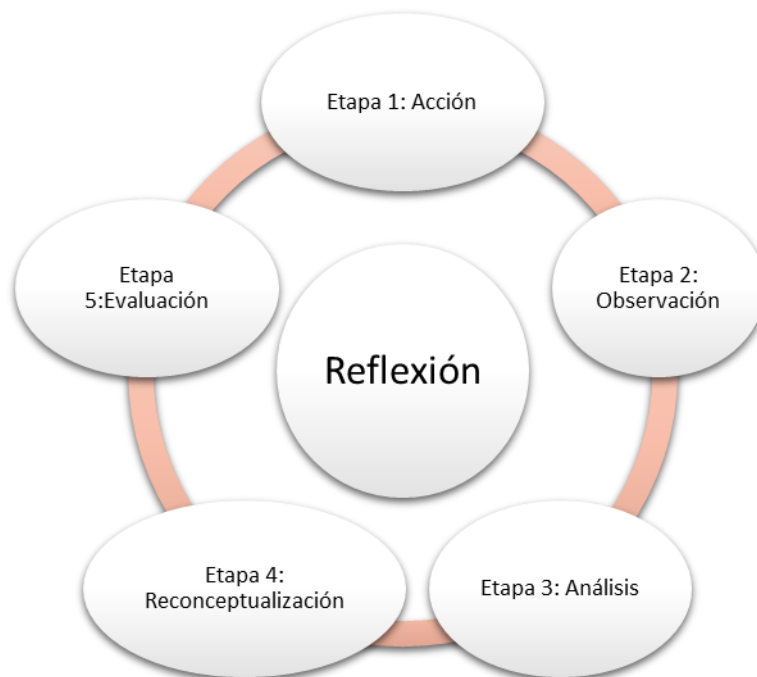 Etapa 1: Acción
Etapa 2:
Observación
Etapa 3: Análisis
Etapa 4:
Reconceptualización
Etapa
5:Evaluación
Reflexión